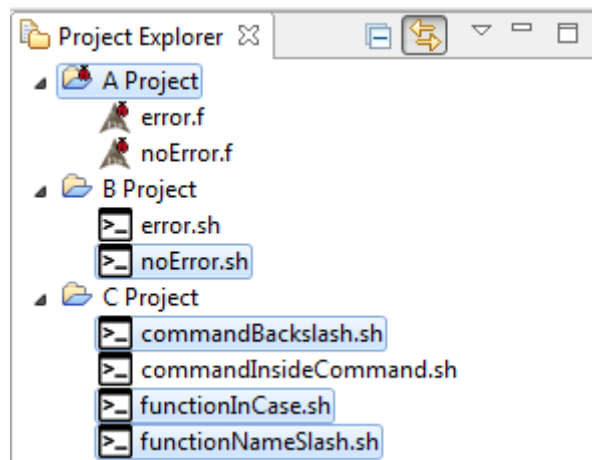 Project Explorer
A Project
error.f
noError.f
B Project
error.sh
noError.sh
C Project
commandBackslash.sh
commandInsideCommand.sh
functionInCase.sh
functionNameSlash.sh